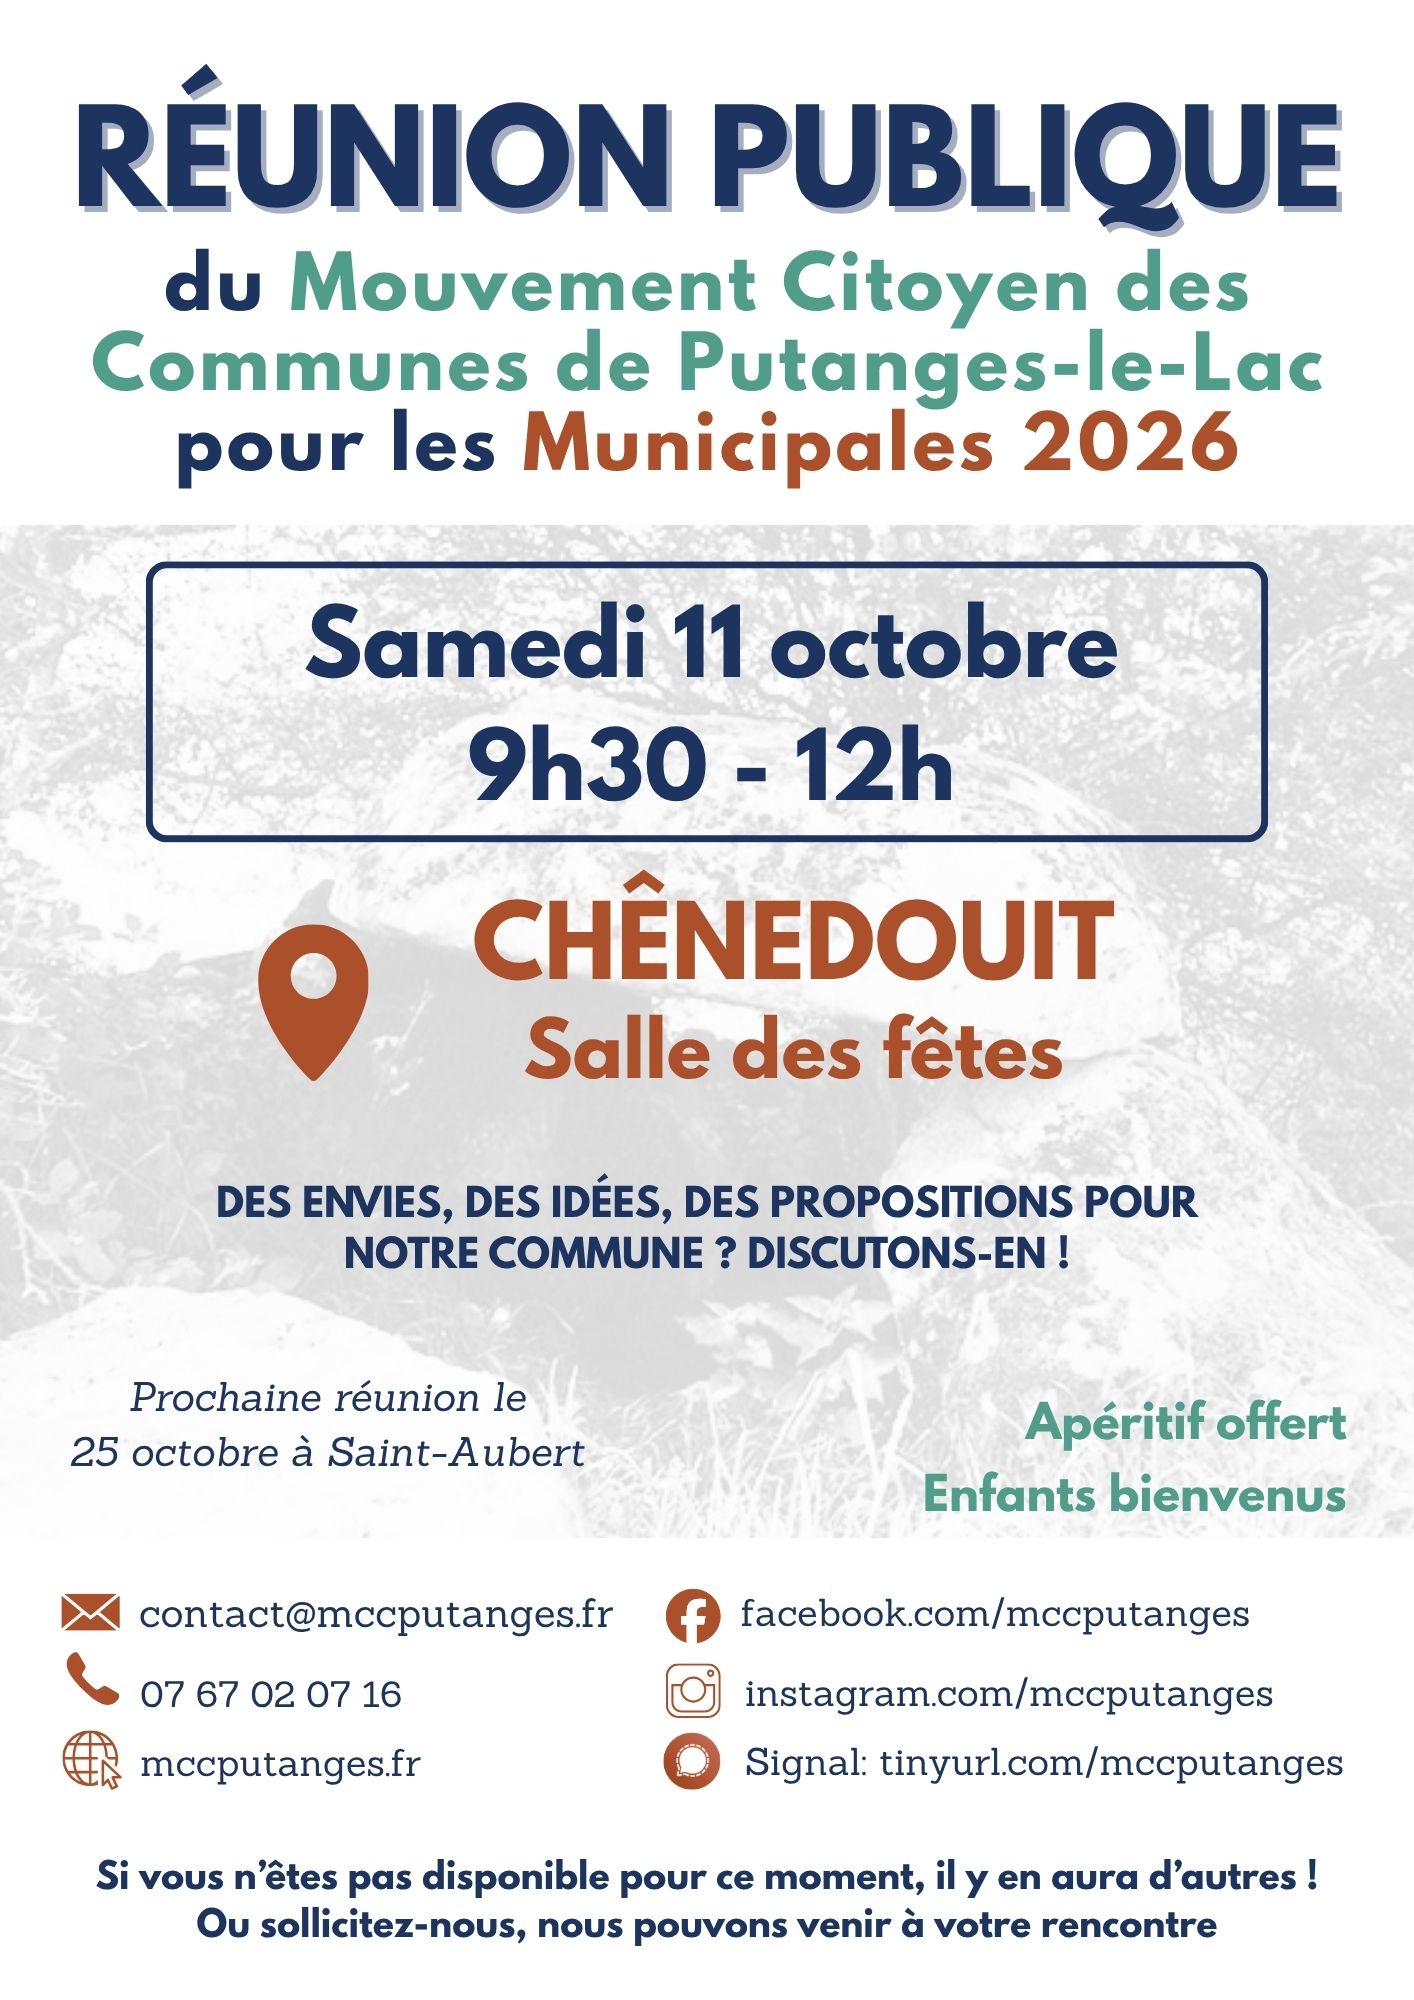 RÉUNION PUBLIQUE
du Mouvement Citoyen des
Communes de Putanges-le-Lac
pour les Municipales 2026
Samedi 11 octobre
9h30 - 12h
CHÊNEDOUIT
Salle des fêtes
DES ENVIES, DES IDÉES, DES PROPOSITIONS POUR
NOTRE COMMUNE ? DISCUTONS-EN !
Prochaine réunion le
25 octobre à Saint-Aubert
Apéritif offert
Enfants bienvenus
contact@mccputanges.fr
07 67 02 07 16
mccputanges.fr
facebook.com/mccputanges
instagram.com/mccputanges
Signal: tinyurl.com/mccputanges
Si vous n’êtes pas disponible pour ce moment, il y en aura d’autres !
Ou sollicitez-nous, nous pouvons venir à votre rencontre